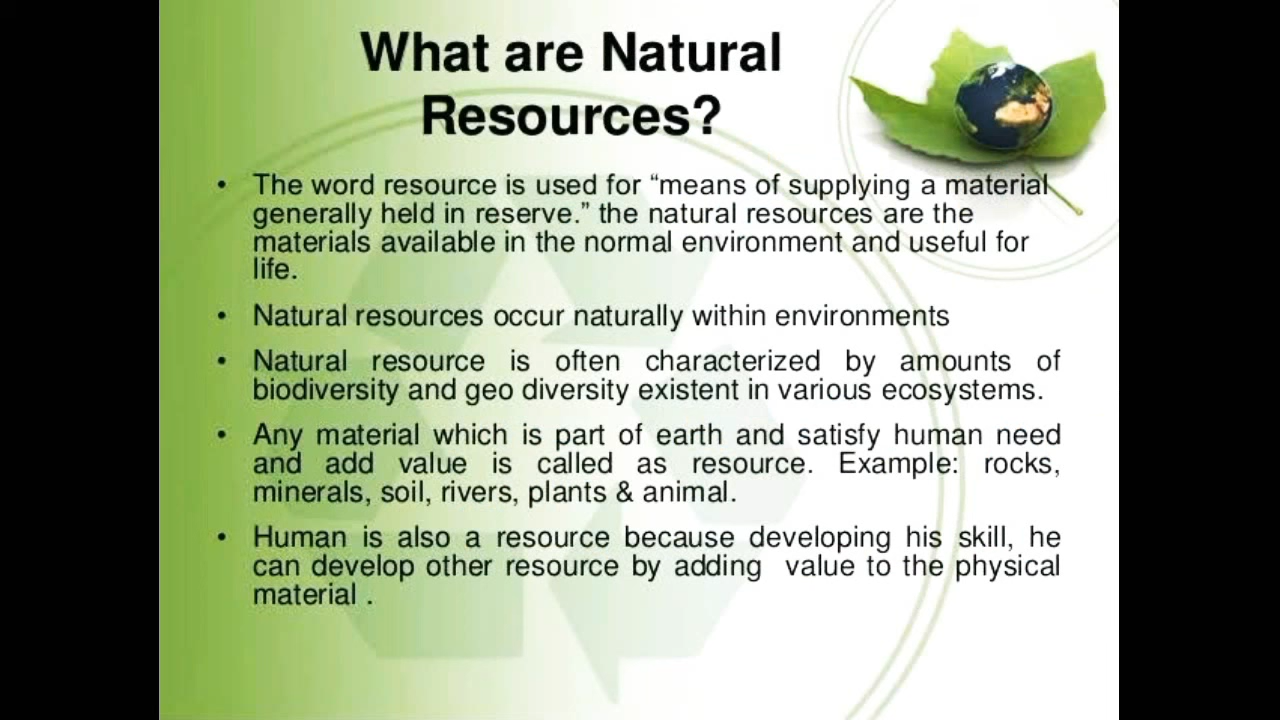 What are Natural
Resources?
• The word resource is used for “means of supplying a material
generally held in reserve.” the natural resources are the
materials available in the normal environment and useful for
life.
• Natural resources occur naturally within environments
• Natural resource is often characterized by amounts of
biodiversity and geo diversity existent in various ecosystems.
• Any material which is part of earth and satisfy human need
and add value is called as resource. Example: rocks,
minerals, soil, rivers, plants & animal.
• Human is also a resource because developing his skill, he
can develop other resource by adding  value to the physical
material .